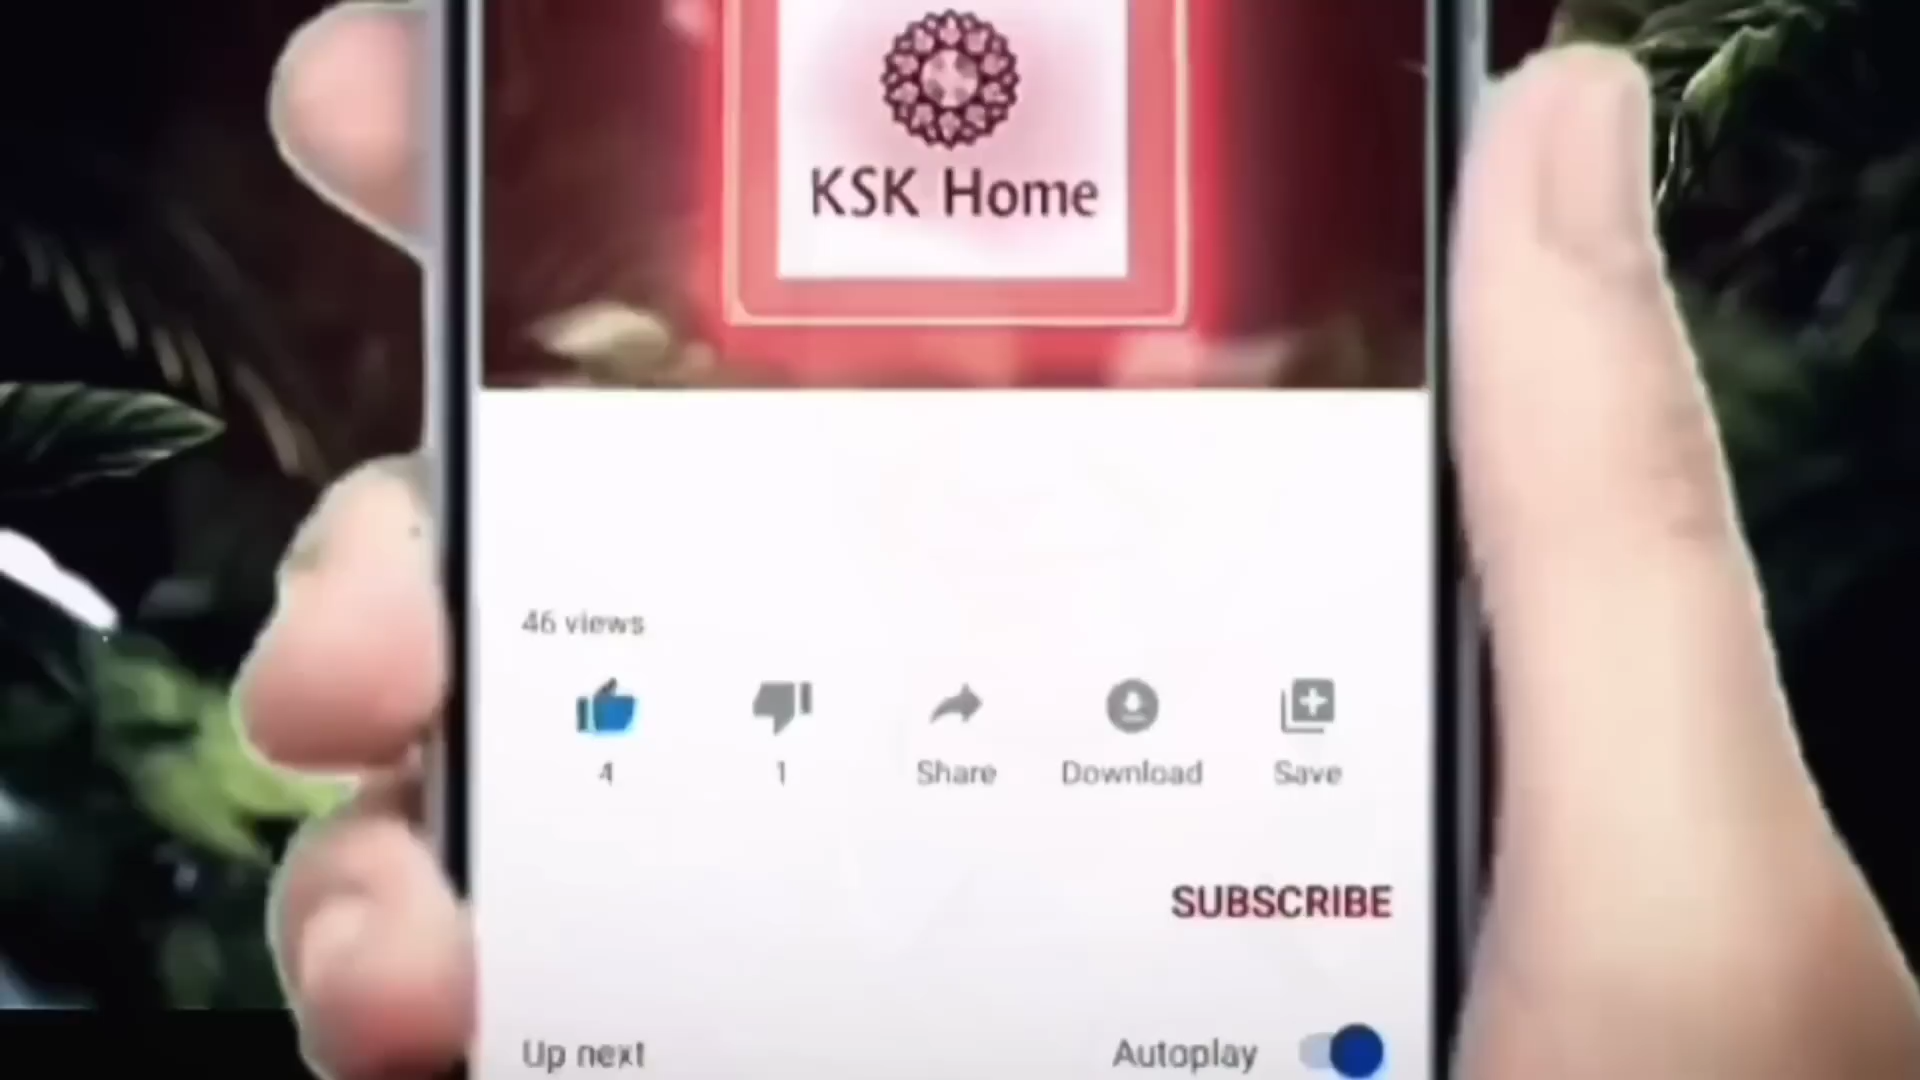 KSK Home
46 views
4
1
Share
Download
Save
SUBSCRIBE
Up next
Autoplay